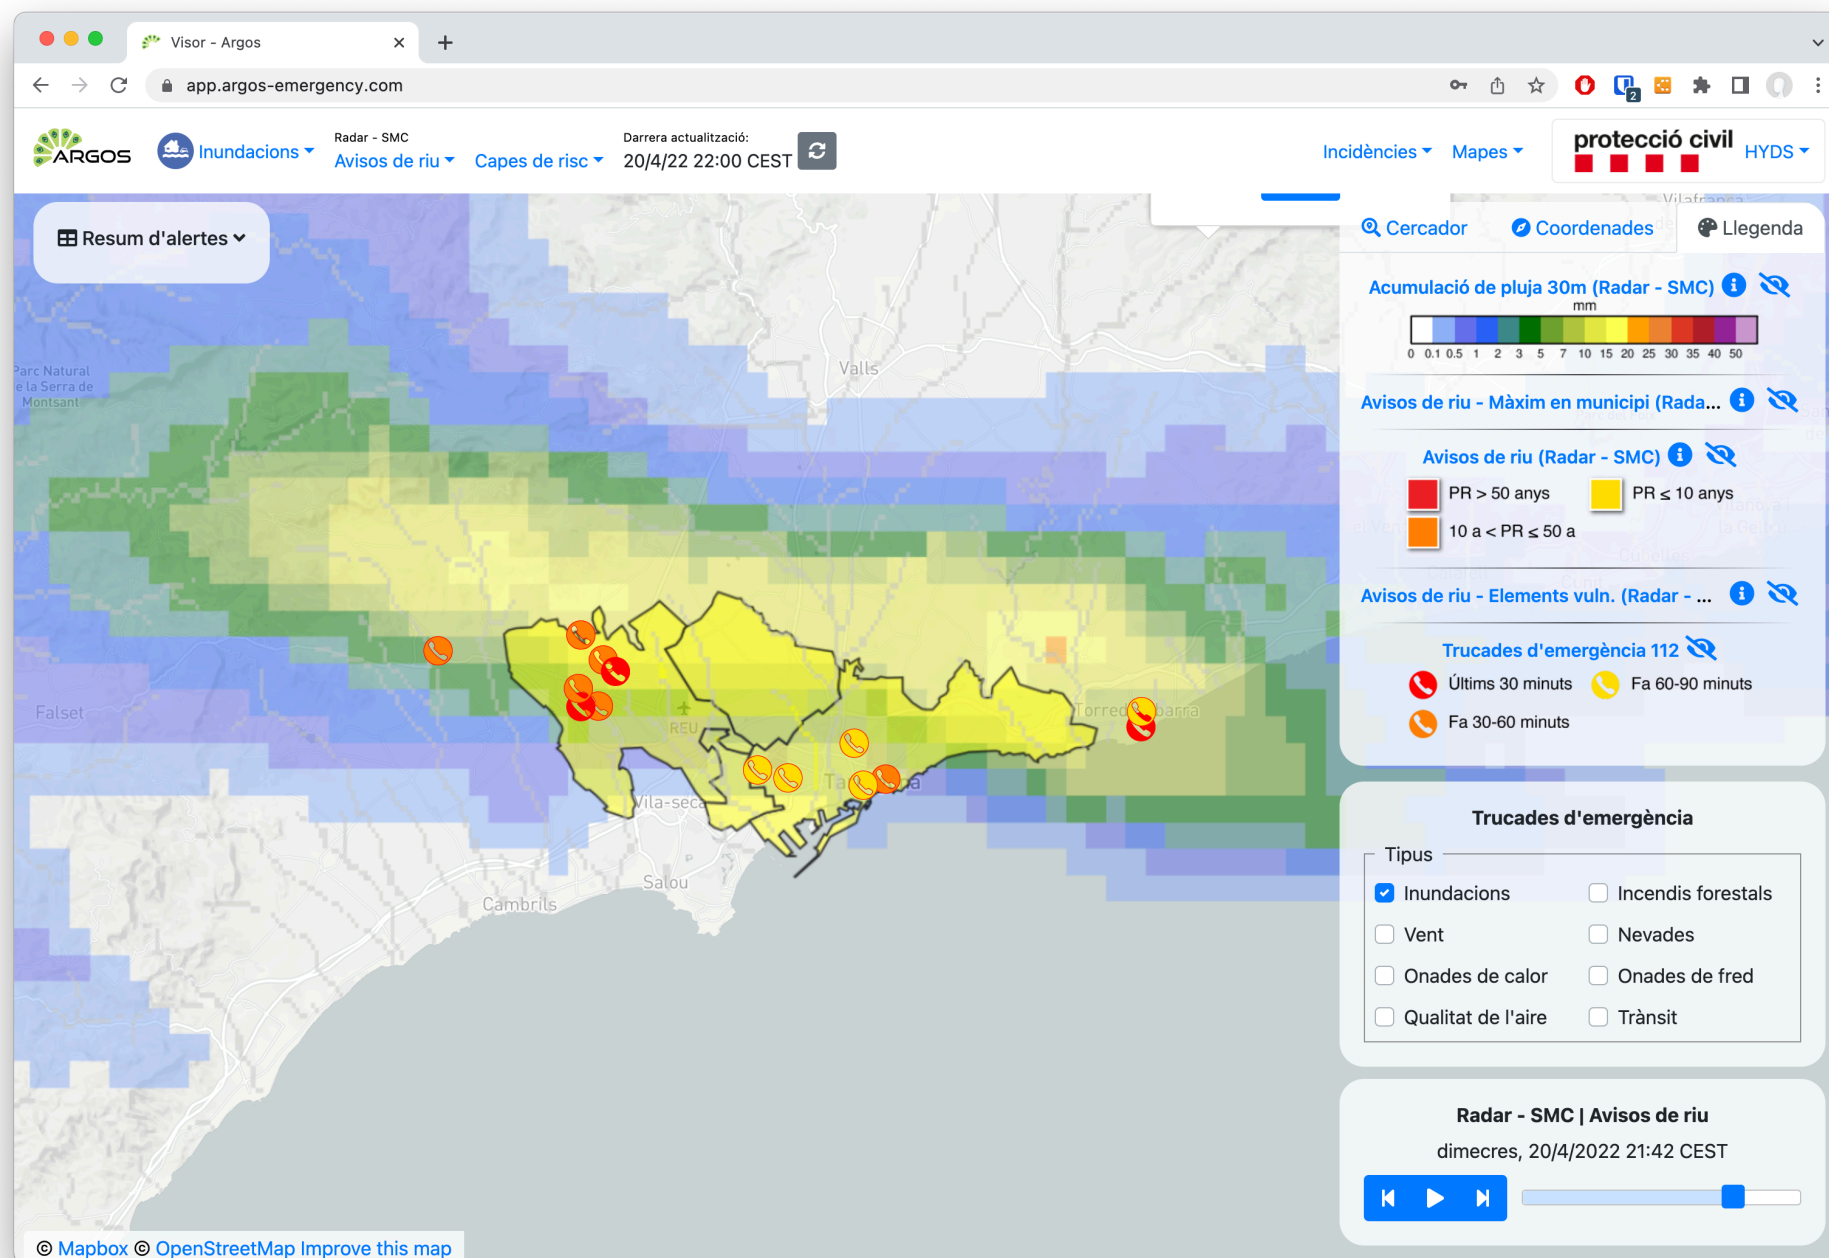 Visor - Argos
app.argos-emergency.com
2
ARGOS
Inundacions
Radar - SMC
Avisos de riu
Capes de risc
Darrera actualització:
20/4/22 22:00 CEST
Incidències
Mapes
protecció civil
HYDS
Resum d'alertes
Vilafranca
Cercador
Coordenades
Llegenda
Acumulació de pluja 30m (Radar - SMC)
mm
0 0.1 0.5 1 2 3 5 7 10 15 20 25 30 35 40 50
Avisos de riu - Màxim en municipi (Rada...
Avisos de riu (Radar - SMC)
PR > 50 anys
PR ≤ 10 anys
10 a < PR ≤ 50 a
Avisos de riu - Elements vuln. (Radar - ...
Trucades d'emergència 112
Últims 30 minuts
Fa 60-90 minuts
Fa 30-60 minuts
Valls
Parc Natural
e la Serra de
Montsant
Falset
REU
Vila-seca
Salou
Cambrils
Trucades d'emergència
Tipus
Inundacions
Incendis forestals
Vent
Nevades
Onades de calor
Onades de fred
Qualitat de l'aire
Trànsit
Radar - SMC | Avisos de riu
dimecres, 20/4/2022 21:42 CEST
© Mapbox © OpenStreetMap Improve this map